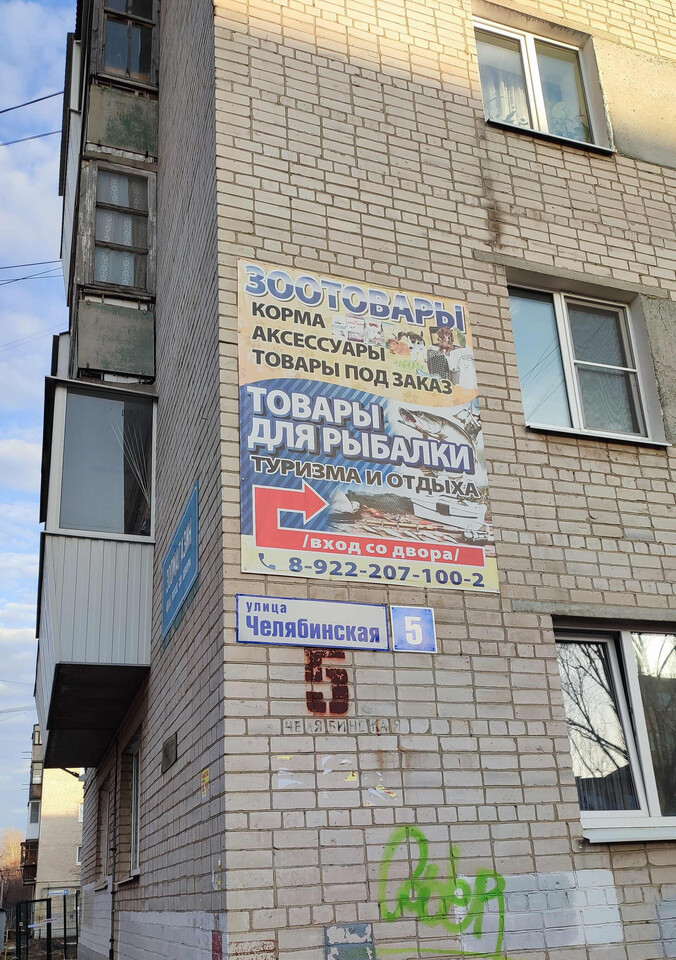 ЗООТОВАРЫ
КОРМА
АКСЕССУАРЫ
ТОВАРЫ ПОД ЗАКАЗ
ТОВАРЫ
ДЛЯ РЫБАЛКИ
ТУРИЗМА И ОТДЫХА
/ВХОД СО ДВОРА/
8-922-207-100-2
улица
Челябинская
5
5
ЧЕЛЯБИНСКАЯ